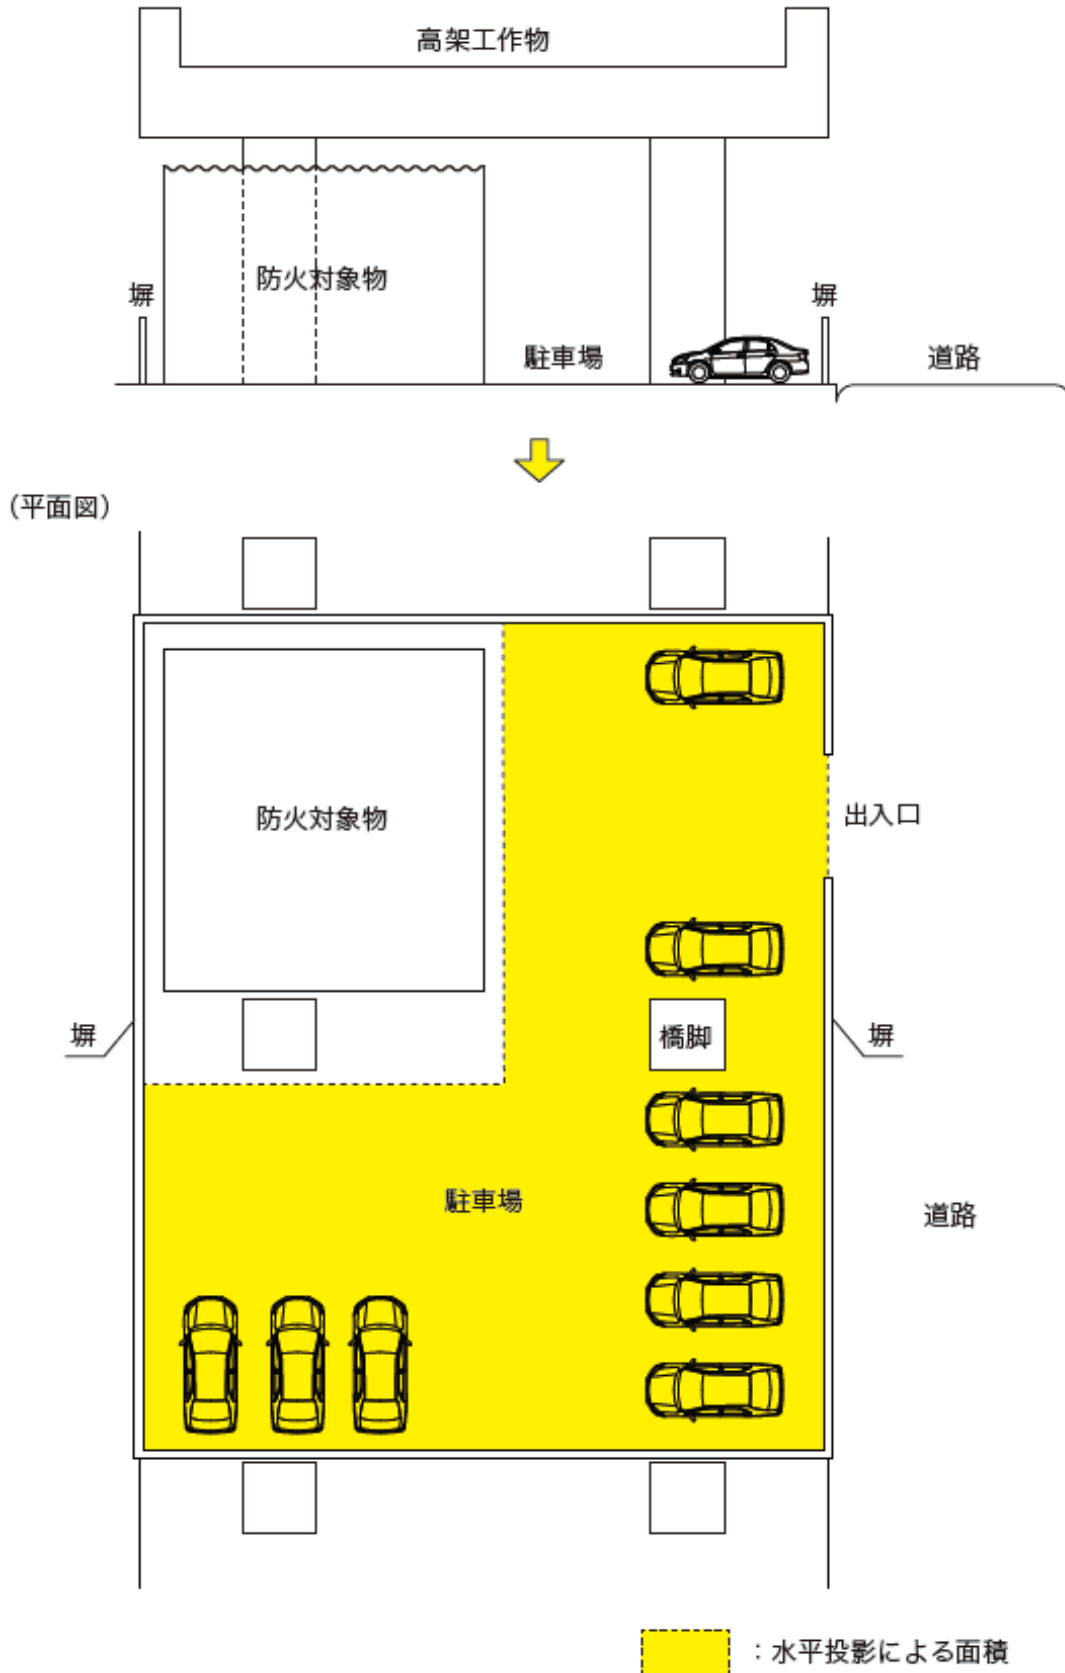 高架工作物
防火対象物
塀
塀
駐車場
道路
（平面図）
防火対象物
出入口
塀
橋脚
塀
駐車場
道路
：水平投影による面積